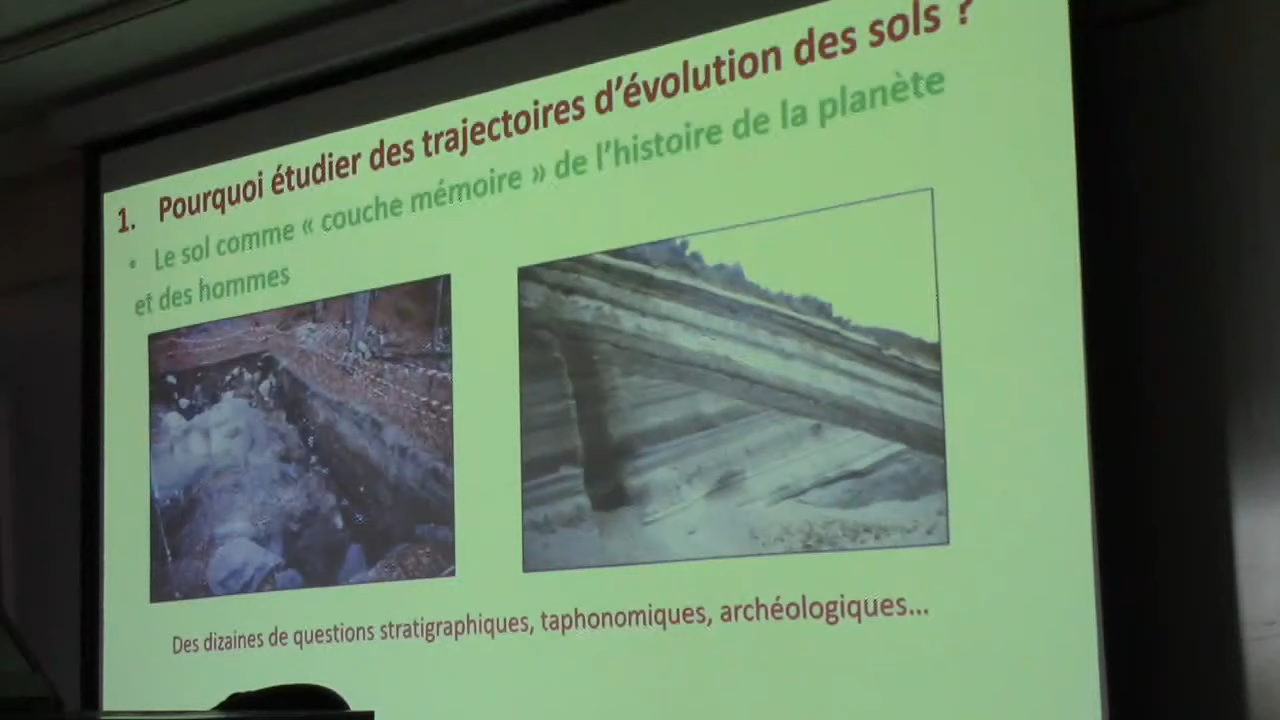 1. Pourquoi étudier des trajectoires d'évolution des sols ?
• Le sol comme « couche mémoire » de l'histoire de la planète
et des hommes
Des dizaines de questions stratigraphiques, taphonomiques, archéologiques...